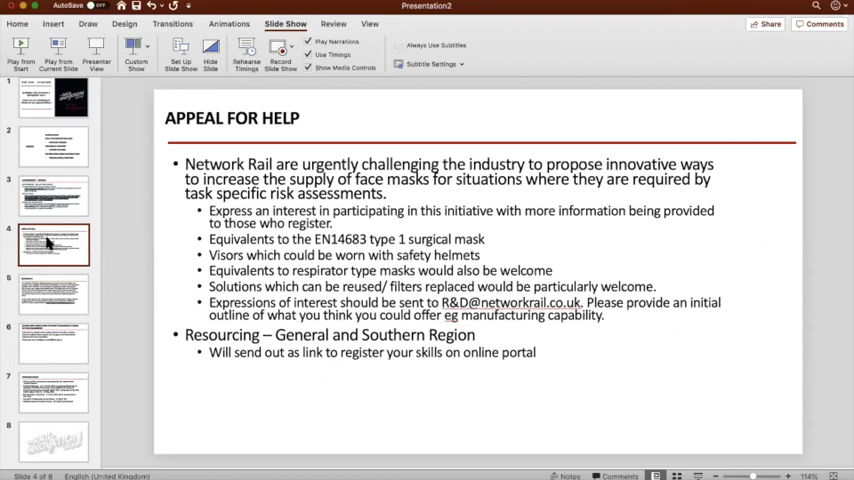 AutoSave OFF
Presentation2
Home Insert Draw Design Transitions Animations Slide Show Review View
Share Comments
Play from Start
Play from Current Slide
Presenter View
Custom Show
Set Up Slide Show
Hide Slide
Rehearse Timings
Record Slide Show
Play Narrations
Use Timings
Show Media Controls
Always Use Subtitles
Subtitle Settings
1
2
3
4
5
6
7
8
APPEAL FOR HELP
• Network Rail are urgently challenging the industry to propose innovative ways
to increase the supply of face masks for situations where they are required by
task specific risk assessments.
• Express an interest in participating in this initiative with more information being provided
to those who register.
• Equivalents to the EN14683 type 1 surgical mask
• Visors which could be worn with safety helmets
• Equivalents to respirator type masks would also be welcome
• Solutions which can be reused/ filters replaced would be particularly welcome.
• Expressions of interest should be sent to R&D@networkrail.co.uk. Please provide an initial
outline of what you think you could offer eg manufacturing capability.
• Resourcing – General and Southern Region
• Will send out as link to register your skills on online portal
Slide 4 of 8 English (United Kingdom)
Notes Comments
114%